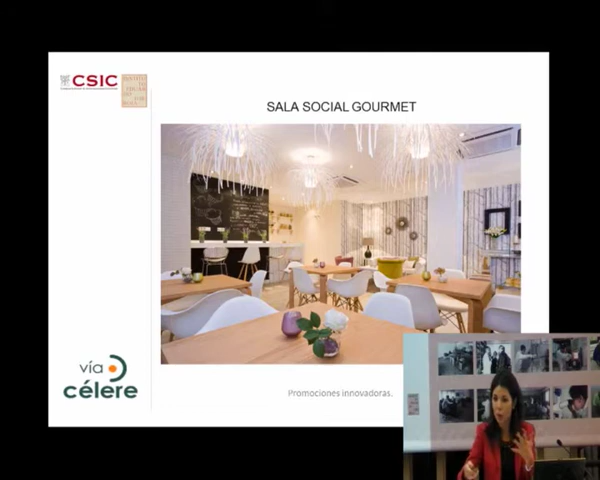 CSIC
SALA SOCIAL GOURMET
vía
célere
Promociones innovadoras.